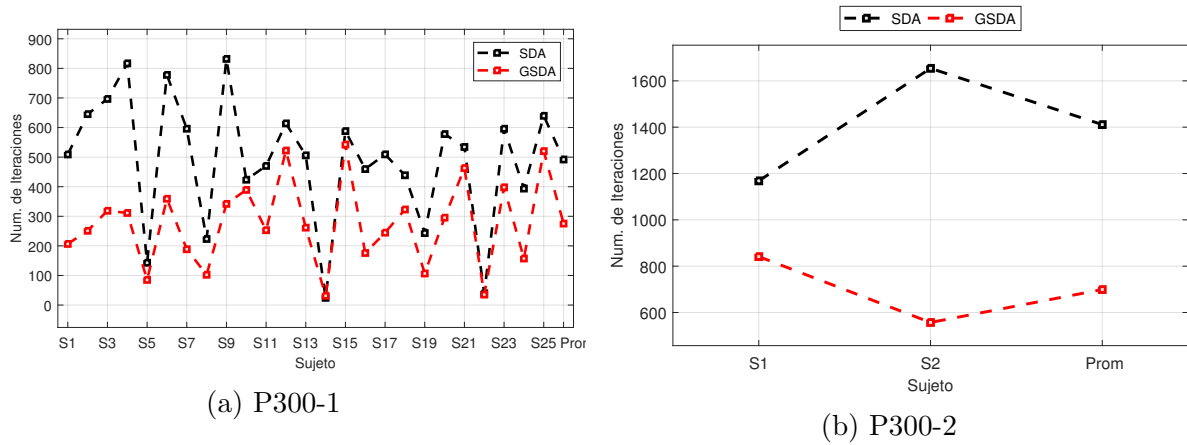 SDA GSDA
900
800
700
600
500
400
300
200
100
0
Num. de Iteraciones
SDA
GSDA
S1 S3 S5 S7 S9 S11 S13 S15 S17 S19 S21 S23 S25 Pron
Sujeto
(a) P300-1
1600
1400
1200
1000
800
600
Num. de Iteraciones
S1 S2 Prom
Sujeto
(b) P300-2